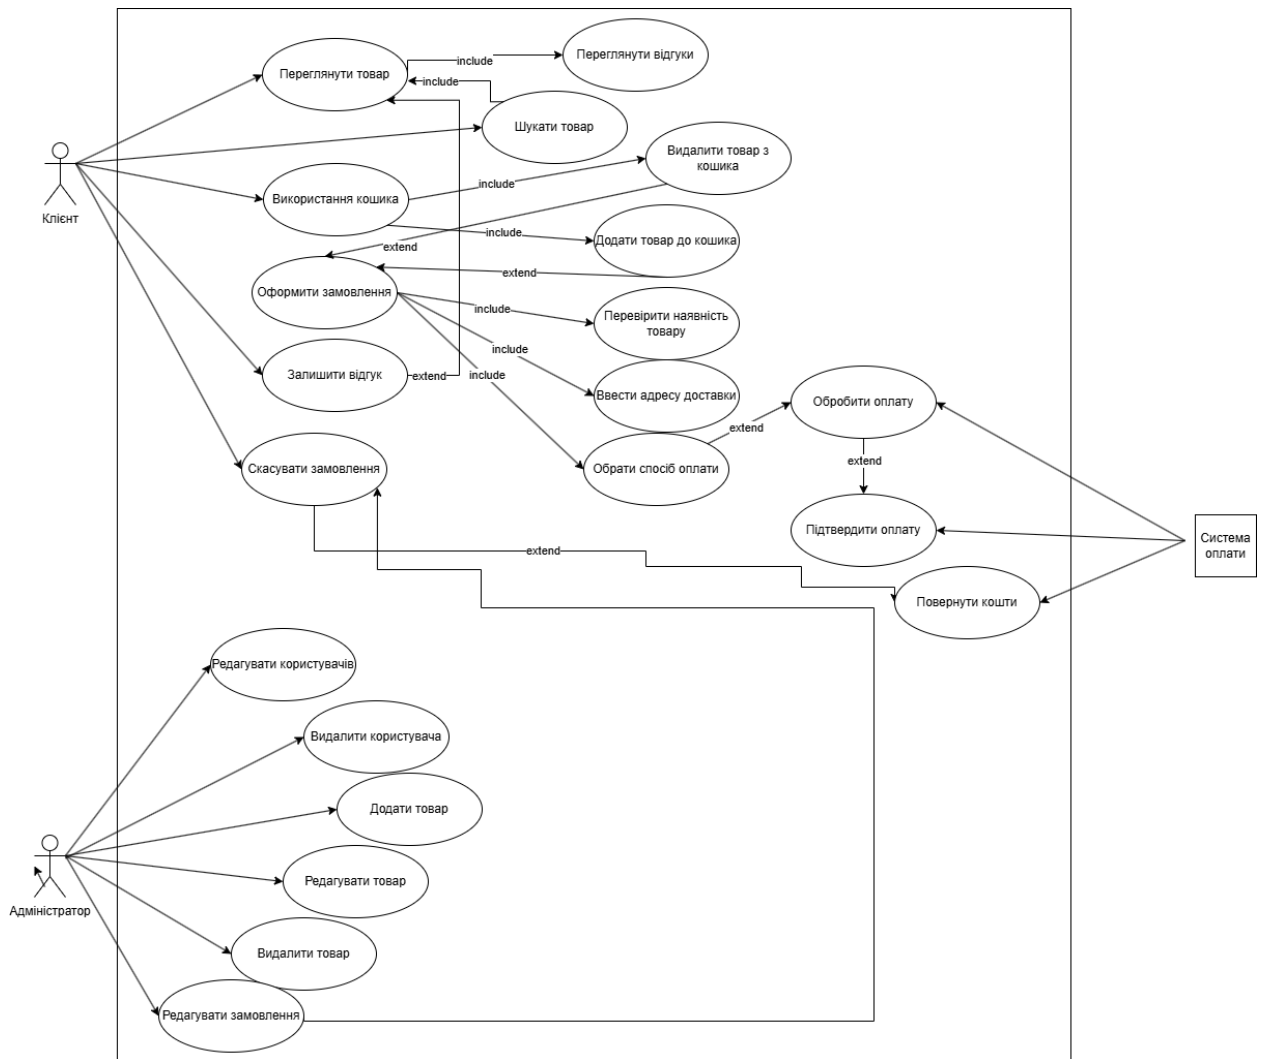 Переглянути відгуки
include
Переглянути товар
include
Шукати товар
Видалити товар з
кошика
include
Використання кошика
Клієнт
include
Додати товар до кошика
extend
extend
Оформити замовлення
include
Перевірити наявність
товару
include
Залишити відгук
extend
include
Ввести адресу доставки
Обробити оплату
extend
Скасувати замовлення
Обрати спосіб оплати
extend
Підтвердити оплату
Система
оплати
extend
Повернути кошти
Редагувати користувачів
Видалити користувача
Додати товар
Редагувати товар
Адміністратор
Видалити товар
Редагувати замовлення